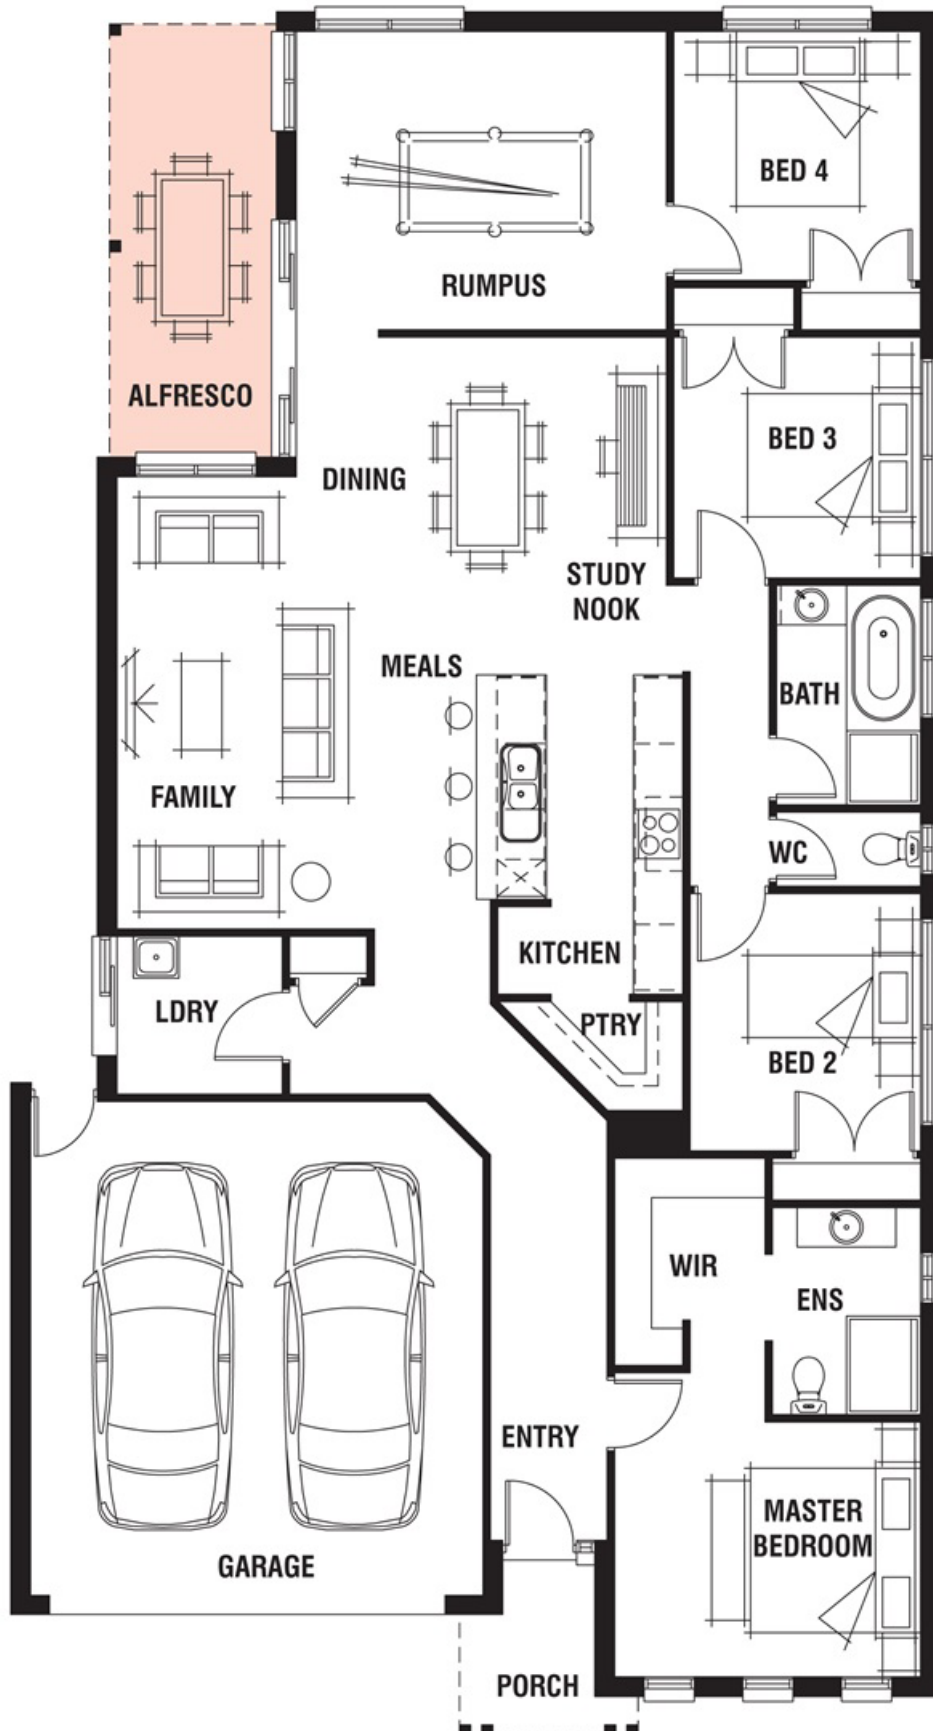 BED 4
RUMPUS
ALFRESCO
BED 3
DINING
STUDY
NOOK
MEALS
BATH
FAMILY
WC
KITCHEN
LDRY
PTRY
BED 2
WIR
ENS
ENTRY
MASTER
BEDROOM
GARAGE
PORCH